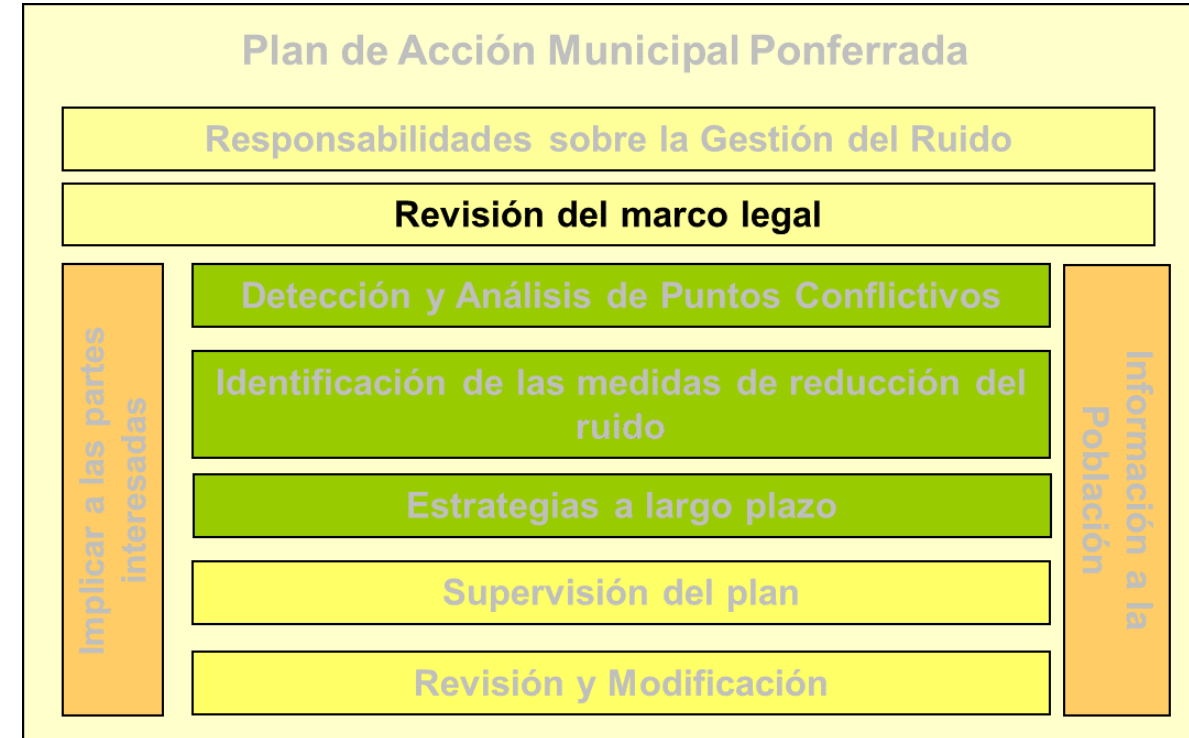 Plan de Acción Municipal Ponferrada
Responsabilidades sobre la Gestión del Ruido
Revisión del marco legal
Implicar a las partes
interesadas
Detección y Análisis de Puntos Conflictivos
Identificación de las medidas de reducción del
ruido
Estrategias a largo plazo
Supervisión del plan
Revisión y Modificación
Información a la
Población